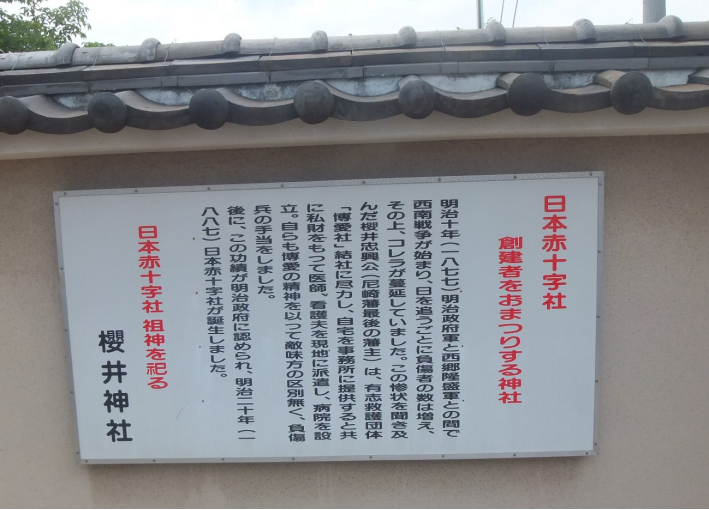 日本赤十字社
創建者をおまつりする神社
明治十年(一八七七)明治政府軍と西郷隆盛軍との間で
西南戦争が始まり、日を追うごとに負傷者の数は増え、
その上、コレラが蔓延していました。この惨状を聞き及
んだ櫻井忠興公(尼崎藩最後の藩主)は、有志救護団体
「博愛社」結社に尽力し、自宅を事務所に提供すると共
に私財をもって医師、看護夫を現地に派遣し、病院を設
立。自らも博愛の精神を以って敵味方の区別無く、負傷
兵の手当をしました。
後に、この功績が明治政府に認められ、明治二十年(一
八八七)日本赤十字社が誕生しました。
日本赤十字社 祖神を祀る
櫻井神社